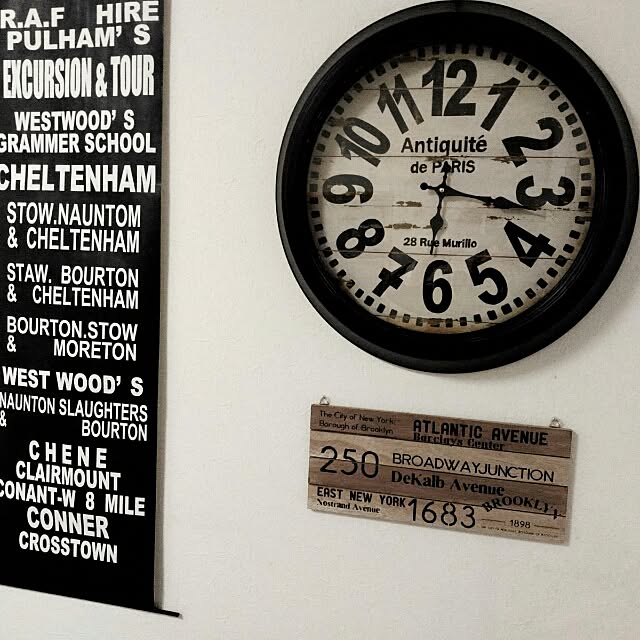 R.A.F HIRE
PULHAM' S
EXCURSION & TOUR
WESTWOOD' S
GRAMMER SCHOOL
CHELTENHAM
STOW.NAUNTOM
& CHELTENHAM
STAW. BOURTON
& CHELTENHAM
BOURTON.STOW
& MORETON
WEST WOOD' S
NAUNTON SLAUGHTERS
& BOURTON
CHENE
CLAIRMOUNT
CONANT-W 8 MILE
CONNER
CROSSTOWN
12
1
2
3
4
5
6
7
8
9
10
11
Antiquité
de PARIS
28 Rue Murillo
The City of New York,
Borough of Brooklyn,
ATLANTIC AVENUE
Barclays Center
250
BROADWAYJUNCTION
DeKalb Avenue
EAST NEW YORK
Nostrand Avenue
1683
BROOKLYN
1898